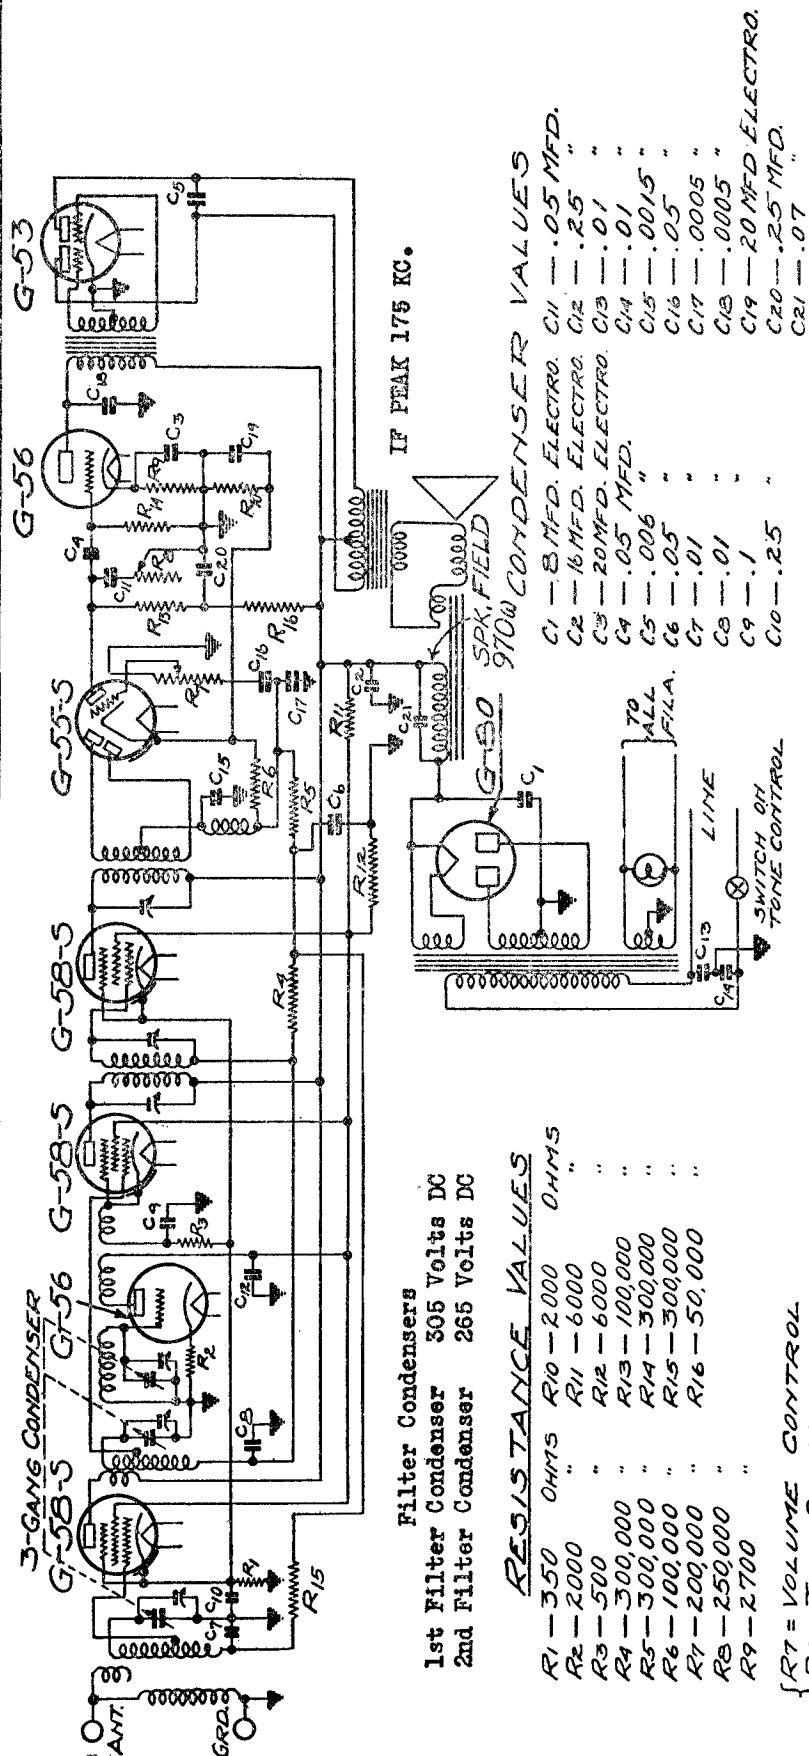 3-GANG CONDENSER
G-58-S
G-56
G-58-S
G-58-S
G-55-S
G-56
G-53
ANT.
GRD.
C7
C10
R1
R15
C8
R2
C12
C9
R3
R4
R5
C6
R12
R11
C15
R6
R7
C16
C17
R13
C11
R8
C20
R16
C4
R14
R9
C3
R10
C19
C18
C5
C2
C21
SPK. FIELD
970ω
G-80
C1
TO
ALL
FILA.
LINE
C13
C14
SWITCH ON
TONE CONTROL
IF PEAK 175 KC.
Filter Condensers
1st Filter Condenser 305 Volts DC
2nd Filter Condenser 265 Volts DC
RESISTANCE VALUES
R1 — 350 OHMS
R2 — 2000 "
R3 — 500 "
R4 — 300,000 "
R5 — 300,000 "
R6 — 100,000 "
R7 — 200,000 "
R8 — 250,000 "
R9 — 2700 "
R10 — 2000 OHMS
R11 — 6000 "
R12 — 6000 "
R13 — 100,000 "
R14 — 300,000 "
R15 — 300,000 "
R16 — 50,000 "
{R7 = VOLUME CONTROL
CONDENSER VALUES
C1 — 8 MFD. ELECTRO.
C2 — 16 MFD. ELECTRO.
C3 — 20 MFD. ELECTRO.
C4 — .05 MFD.
C5 — .006 "
C6 — .05 "
C7 — .01 "
C8 — .01 "
C9 — .1 "
C10 — .25 "
C11 — .05 MFD.
C12 — .25 "
C13 — .01 "
C14 — .01 "
C15 — .0015 "
C16 — .05 "
C17 — .0005 "
C18 — .0005 "
C19 — 20 MFD ELECTRO.
C20 — .25 MFD.
C21 — .07 "